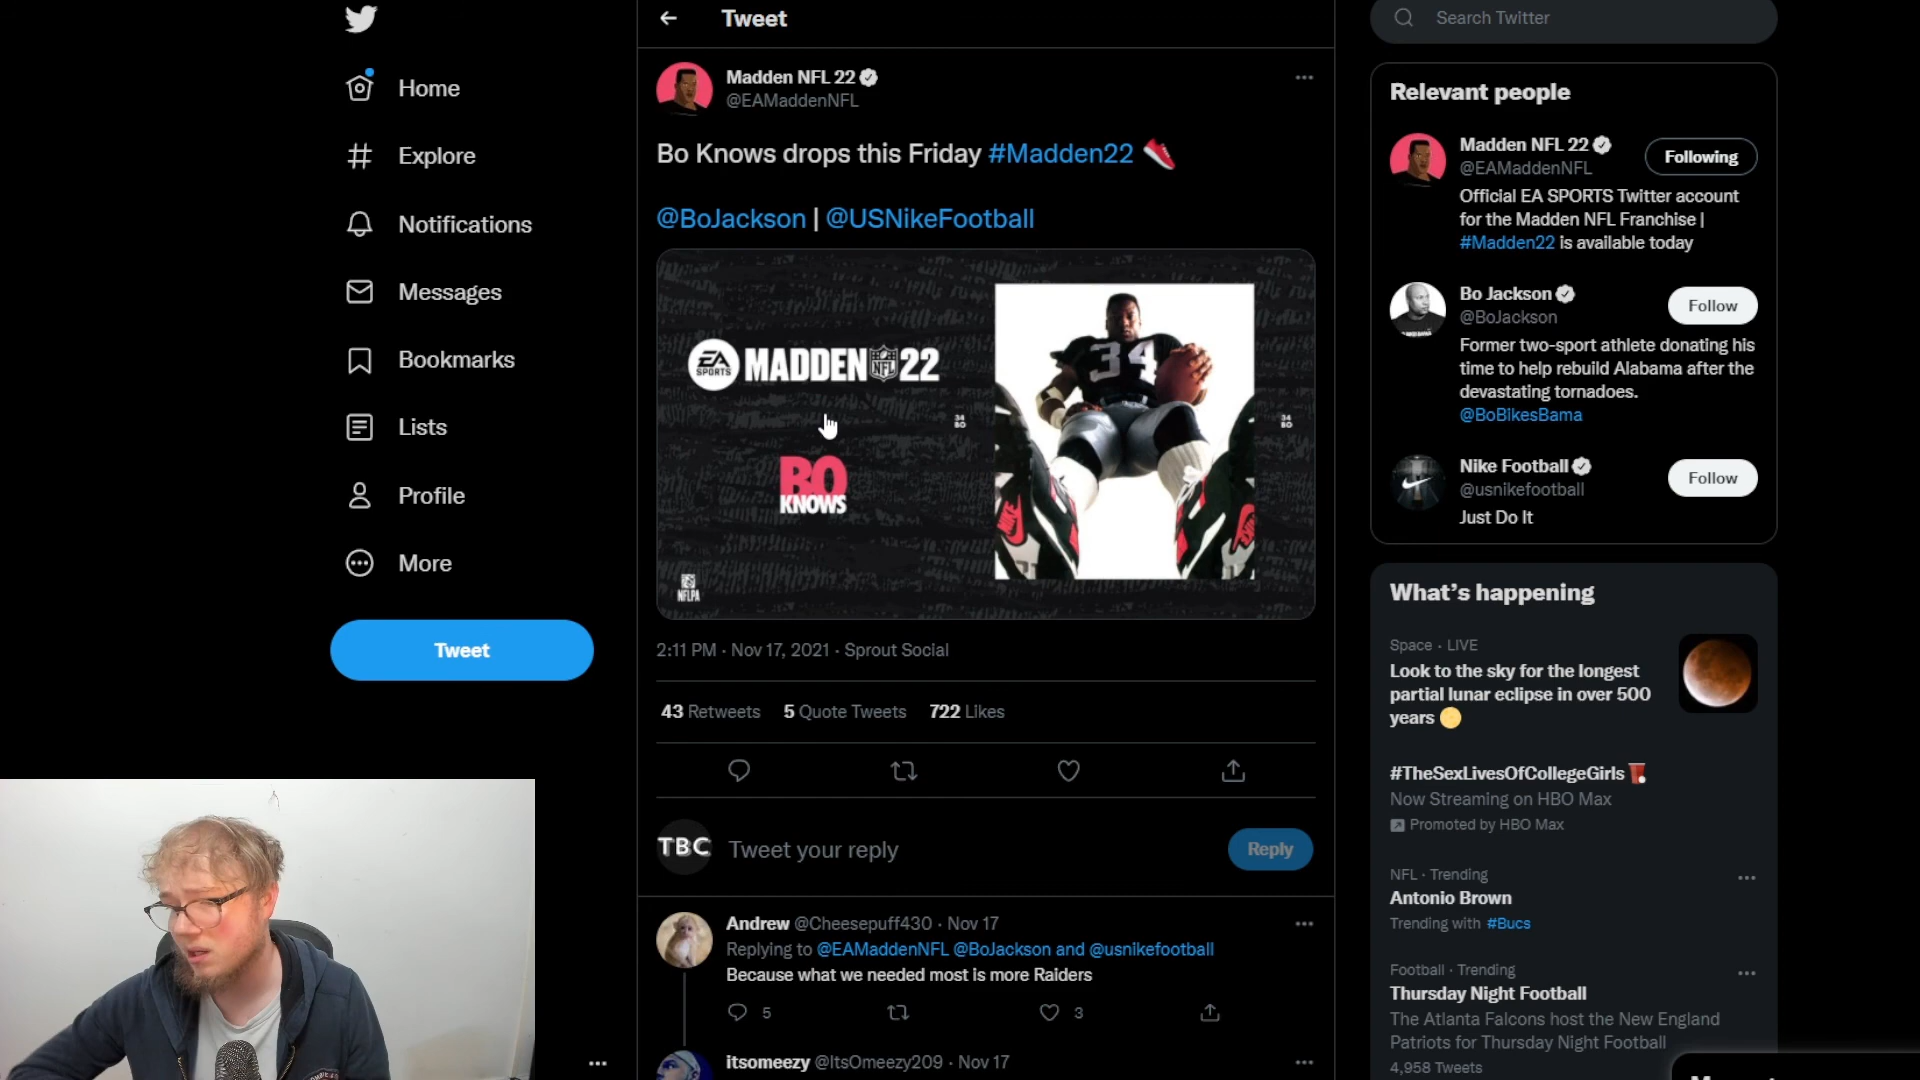 Home
Explore
Notifications
Messages
Bookmarks
Lists
Profile
More
Tweet
Tweet
Madden NFL 22
@EAMaddenNFL
Bo Knows drops this Friday #Madden22
@BoJackson | @USNikeFootball
EA SPORTS MADDEN NFL 22
BO
KNOWS
34
BO
34
34
BO
NFLPA
2:11 PM · Nov 17, 2021 · Sprout Social
43 Retweets 5 Quote Tweets 722 Likes
TBC Tweet your reply Reply
Andrew @Cheesepuff430 · Nov 17
Replying to @EAMaddenNFL @BoJackson and @usnikefootball
Because what we needed most is more Raiders
5 3
itsomeezy @ItsOmeezy209 · Nov 17
Search Twitter
Relevant people
Madden NFL 22
@EAMaddenNFL
Following
Official EA SPORTS Twitter account
for the Madden NFL Franchise |
#Madden22 is available today
Bo Jackson
@BoJackson
Follow
Former two-sport athlete donating his
time to help rebuild Alabama after the
devastating tornadoes.
@BoBikesBama
Nike Football
@usnikefootball
Follow
Just Do It
What's happening
Space · LIVE
Look to the sky for the longest
partial lunar eclipse in over 500
years
#TheSexLivesOfCollegeGirls
Now Streaming on HBO Max
Promoted by HBO Max
NFL · Trending
Antonio Brown
Trending with #Bucs
Football · Trending
Thursday Night Football
The Atlanta Falcons host the New England
Patriots for Thursday Night Football
4,958 Tweets